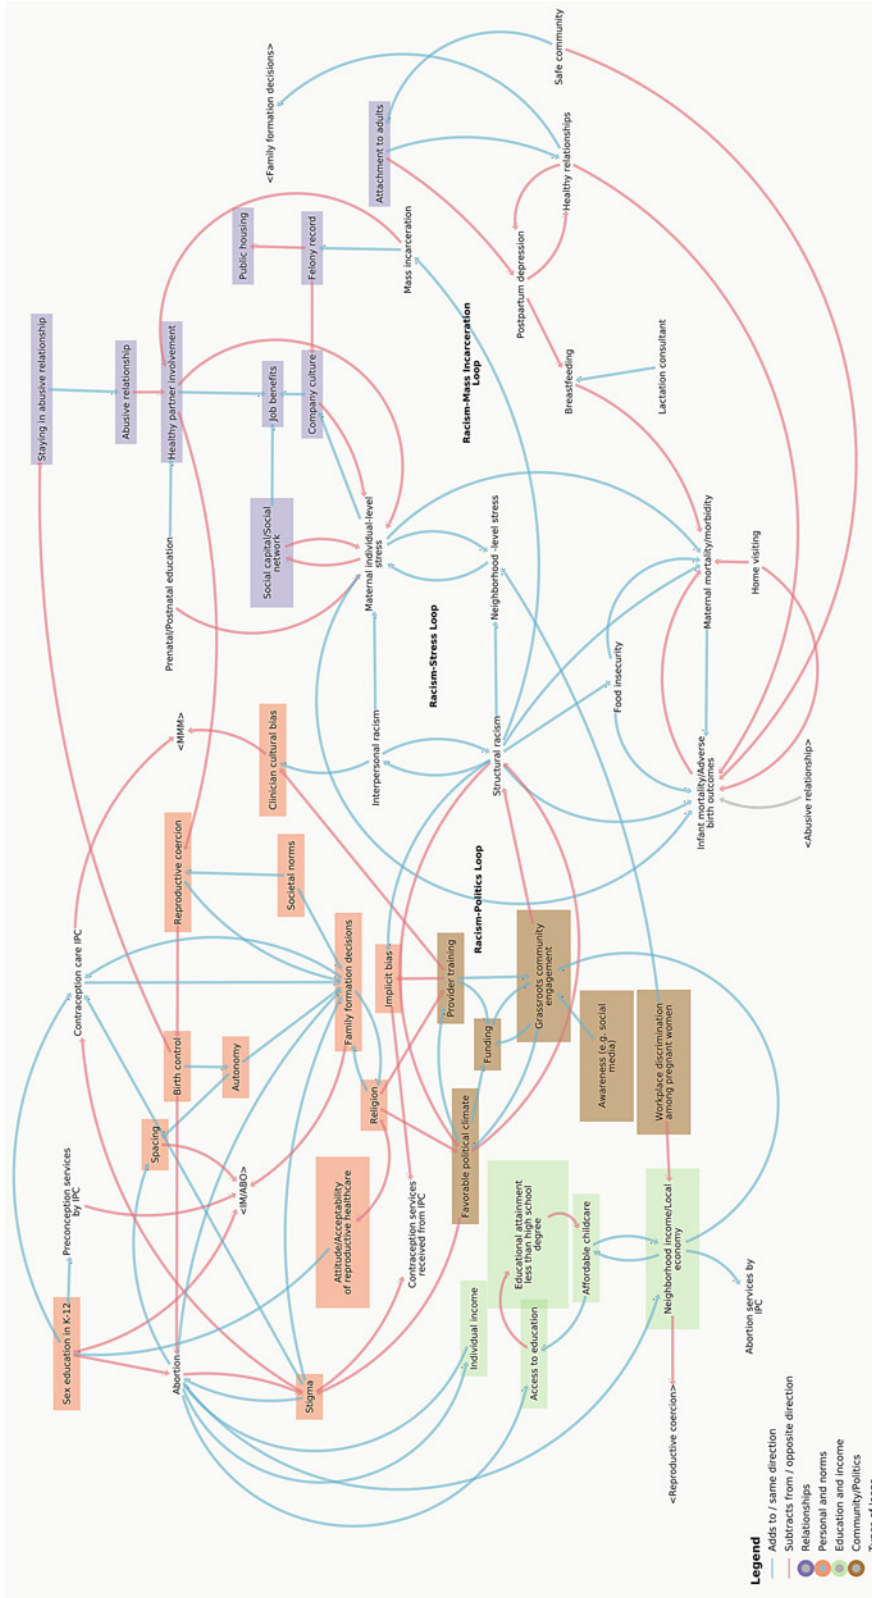 Sex education in K-12
Preconception services
by IPC
Contraception care IPC
Staying in abusive relationship
Abusive relationship
Abortion
Spacing
Birth control
Reproductive coercion
<MMM>
Prenatal/Postnatal education
Healthy partner involvement
Public housing
<Family formation decisions>
<IM/ABO>
Autonomy
Societal norms
Clinician cultural bias
Social capital/Social
network
Job benefits
Stigma
Attitude/Acceptability
of reproductive healthcare
Religion
Family formation decisions
Company culture
Felony record
Attachment to adults
Contraception services
received from IPC
Implicit bias
Interpersonal racism
Maternal individual-level
stress
Mass incarceration
Racism-Stress Loop
Racism-Mass Incarceration
Loop
Individual income
Favorable political climate
Provider training
Racism-Politics Loop
Structural racism
Neighborhood -level stress
Postpartum depression
Healthy relationships
Safe community
Access to education
Educational attainment
less than high school
degree
Funding
Grassroots community
engagement
Breastfeeding
Affordable childcare
Awareness (e.g. social
media)
Food insecurity
Lactation consultant
<Reproductive coercion>
Neighborhood income/Local
economy
Workplace discrimination
among pregnant women
Infant mortality/Adverse
birth outcomes
Maternal mortality/morbidity
Home visiting
Abortion services by
IPC
<Abusive relationship>
Legend
Adds to / same direction
Subtracts from / opposite direction
Relationships
Personal and norms
Education and income
Community/Politics